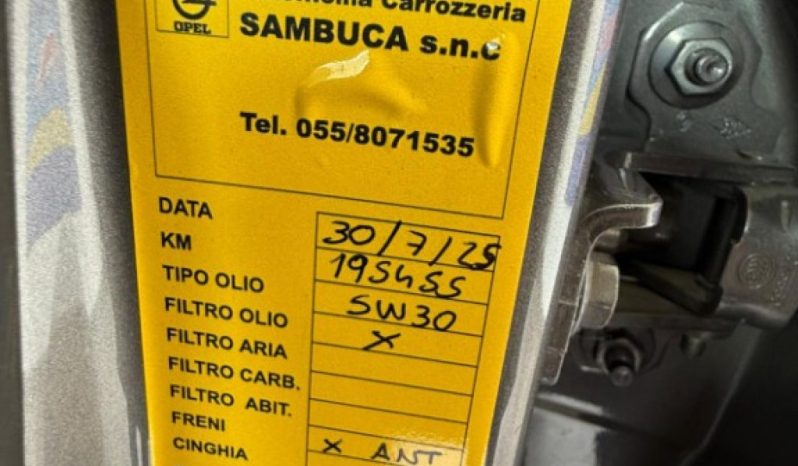 OPEL
Carrozzeria
SAMBUCA s.n.c
Tel. 055/8071535
DATA 30/7/25
KM 195455
TIPO OLIO 5W30
FILTRO OLIO X
FILTRO ARIA
FILTRO CARB.
FILTRO ABIT.
FRENI X ANT
CINGHIA